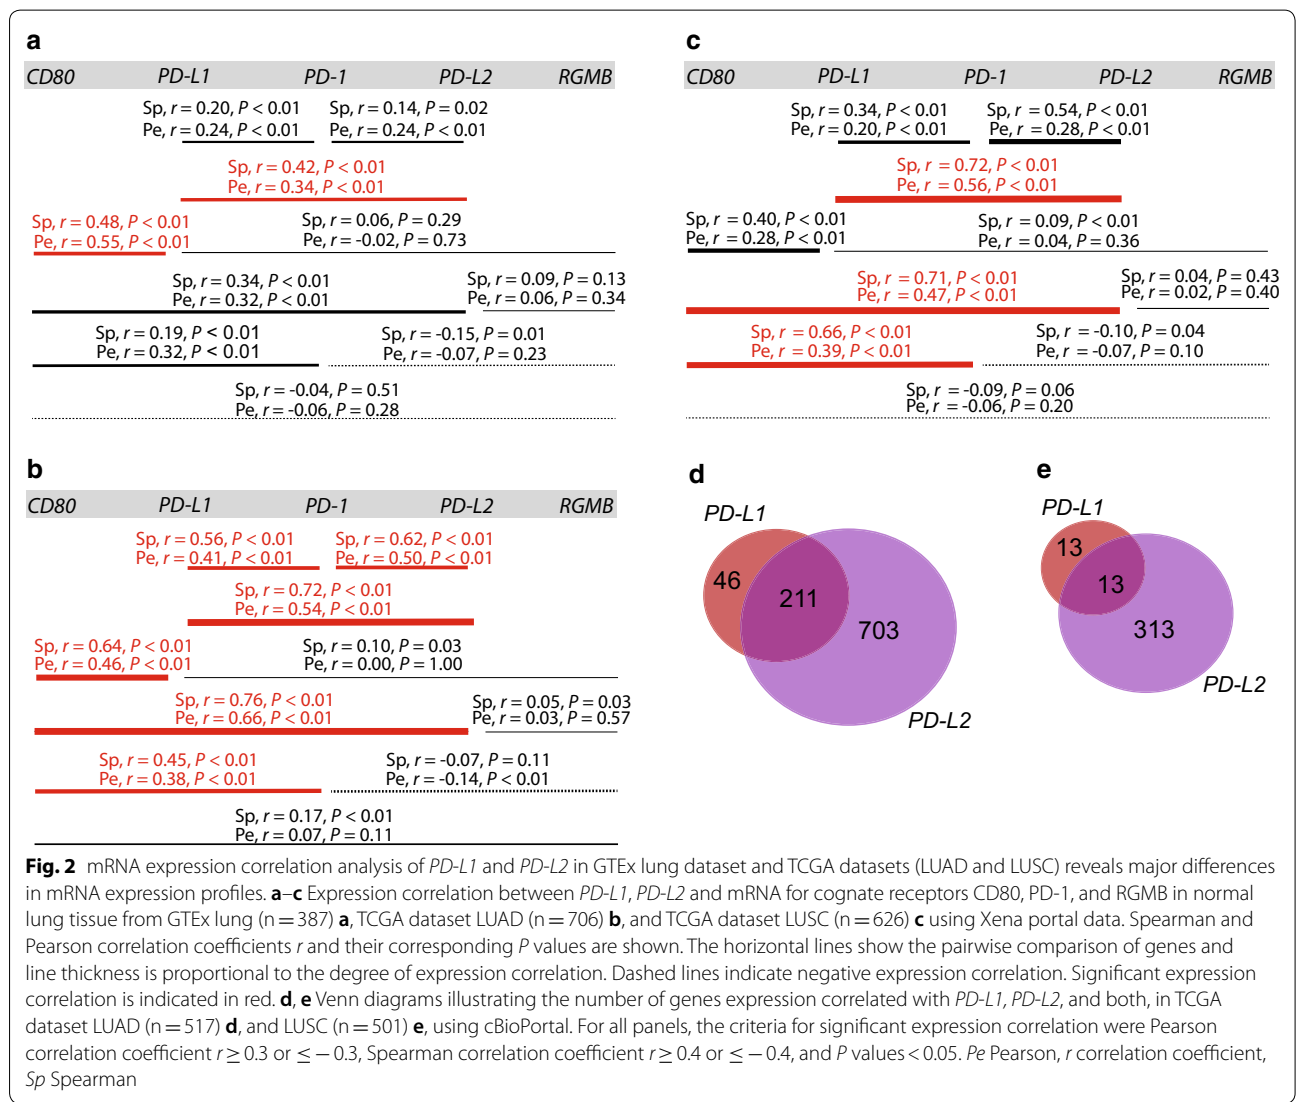 a
CD80 PD-L1 PD-1 PD-L2 RGMB
Sp, r = 0.20, P < 0.01 Sp, r = 0.14, P = 0.02
Pe, r = 0.24, P < 0.01 Pe, r = 0.24, P < 0.01
Sp, r = 0.42, P < 0.01
Pe, r = 0.34, P < 0.01
Sp, r = 0.48, P < 0.01 Sp, r = 0.06, P = 0.29
Pe, r = 0.55, P < 0.01 Pe, r = -0.02, P = 0.73
Sp, r = 0.34, P < 0.01 Sp, r = 0.09, P = 0.13
Pe, r = 0.32, P < 0.01 Pe, r = 0.06, P = 0.34
Sp, r = 0.19, P < 0.01 Sp, r = -0.15, P = 0.01
Pe, r = 0.32, P < 0.01 Pe, r = -0.07, P = 0.23
Sp, r = -0.04, P = 0.51
Pe, r = -0.06, P = 0.28
b
CD80 PD-L1 PD-1 PD-L2 RGMB
Sp, r = 0.56, P < 0.01 Sp, r = 0.62, P < 0.01
Pe, r = 0.41, P < 0.01 Pe, r = 0.50, P < 0.01
Sp, r = 0.72, P < 0.01
Pe, r = 0.54, P < 0.01
Sp, r = 0.64, P < 0.01 Sp, r = 0.10, P = 0.03
Pe, r = 0.46, P < 0.01 Pe, r = 0.00, P = 1.00
Sp, r = 0.76, P < 0.01 Sp, r = 0.05, P = 0.03
Pe, r = 0.66, P < 0.01 Pe, r = 0.03, P = 0.57
Sp, r = 0.45, P < 0.01 Sp, r = -0.07, P = 0.11
Pe, r = 0.38, P < 0.01 Pe, r = -0.14, P < 0.01
Sp, r = 0.17, P < 0.01
Pe, r = 0.07, P = 0.11
c
CD80 PD-L1 PD-1 PD-L2 RGMB
Sp, r = 0.34, P < 0.01 Sp, r = 0.54, P < 0.01
Pe, r = 0.20, P < 0.01 Pe, r = 0.28, P < 0.01
Sp, r = 0.72, P < 0.01
Pe, r = 0.56, P < 0.01
Sp, r = 0.40, P < 0.01 Sp, r = 0.09, P < 0.01
Pe, r = 0.28, P < 0.01 Pe, r = 0.04, P = 0.36
Sp, r = 0.71, P < 0.01 Sp, r = 0.04, P = 0.43
Pe, r = 0.47, P < 0.01 Pe, r = 0.02, P = 0.40
Sp, r = 0.66, P < 0.01 Sp, r = -0.10, P = 0.04
Pe, r = 0.39, P < 0.01 Pe, r = -0.07, P = 0.10
Sp, r = -0.09, P = 0.06
Pe, r = -0.06, P = 0.20
d
PD-L1
46
211
703
PD-L2
e
PD-L1
13
13
313
PD-L2
Fig. 2 mRNA expression correlation analysis of PD-L1 and PD-L2 in GTEx lung dataset and TCGA datasets (LUAD and LUSC) reveals major differences
in mRNA expression profiles. a–c Expression correlation between PD-L1, PD-L2 and mRNA for cognate receptors CD80, PD-1, and RGMB in normal
lung tissue from GTEx lung (n = 387) a, TCGA dataset LUAD (n = 706) b, and TCGA dataset LUSC (n = 626) c using Xena portal data. Spearman and
Pearson correlation coefficients r and their corresponding P values are shown. The horizontal lines show the pairwise comparison of genes and
line thickness is proportional to the degree of expression correlation. Dashed lines indicate negative expression correlation. Significant expression
correlation is indicated in red. d, e Venn diagrams illustrating the number of genes expression correlated with PD-L1, PD-L2, and both, in TCGA
dataset LUAD (n = 517) d, and LUSC (n = 501) e, using cBioPortal. For all panels, the criteria for significant expression correlation were Pearson
correlation coefficient r ≥ 0.3 or ≤ − 0.3, Spearman correlation coefficient r ≥ 0.4 or ≤ − 0.4, and P values < 0.05. Pe Pearson, r correlation coefficient,
Sp Spearman